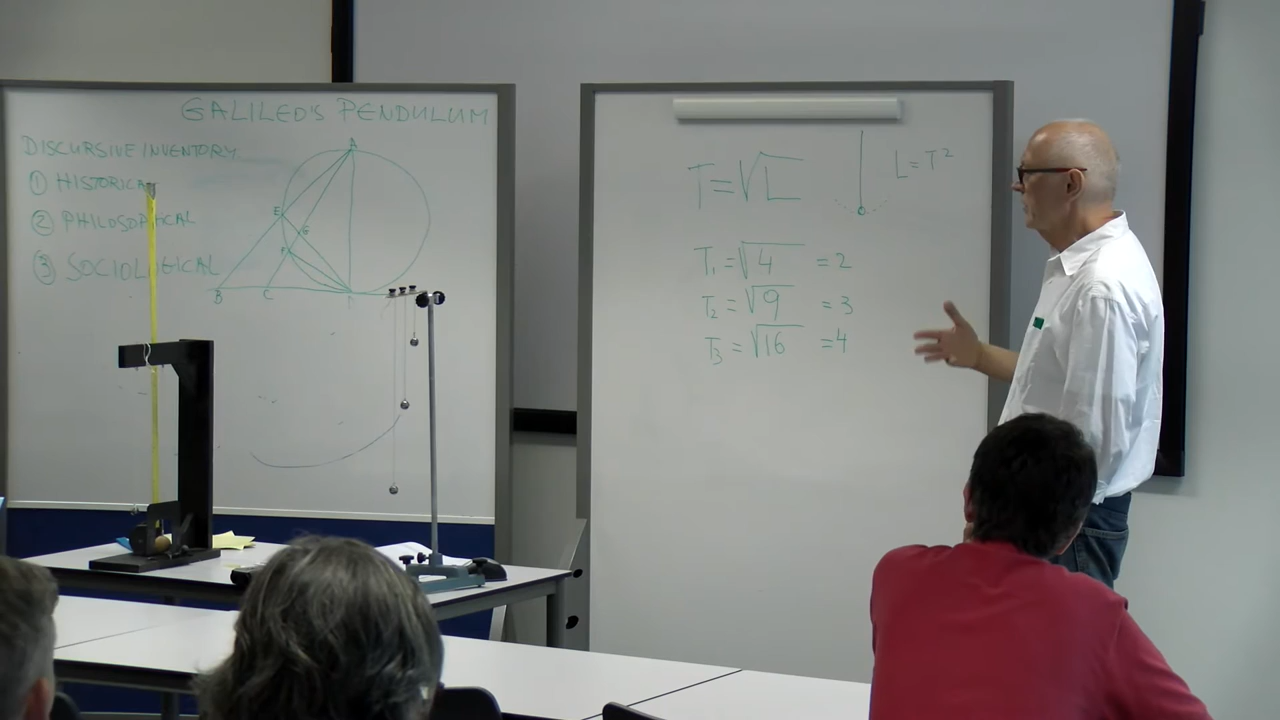 GALILEO'S PENDULUM
DISCURSIVE INVENTORY
① HISTORICAL
② PHILOSOPHICAL
③ SOCIOLOGICAL
A
E
G
F
B C
T=√L
L=T²
T₁=√4 =2
T₂=√9 =3
T₃=√16 =4